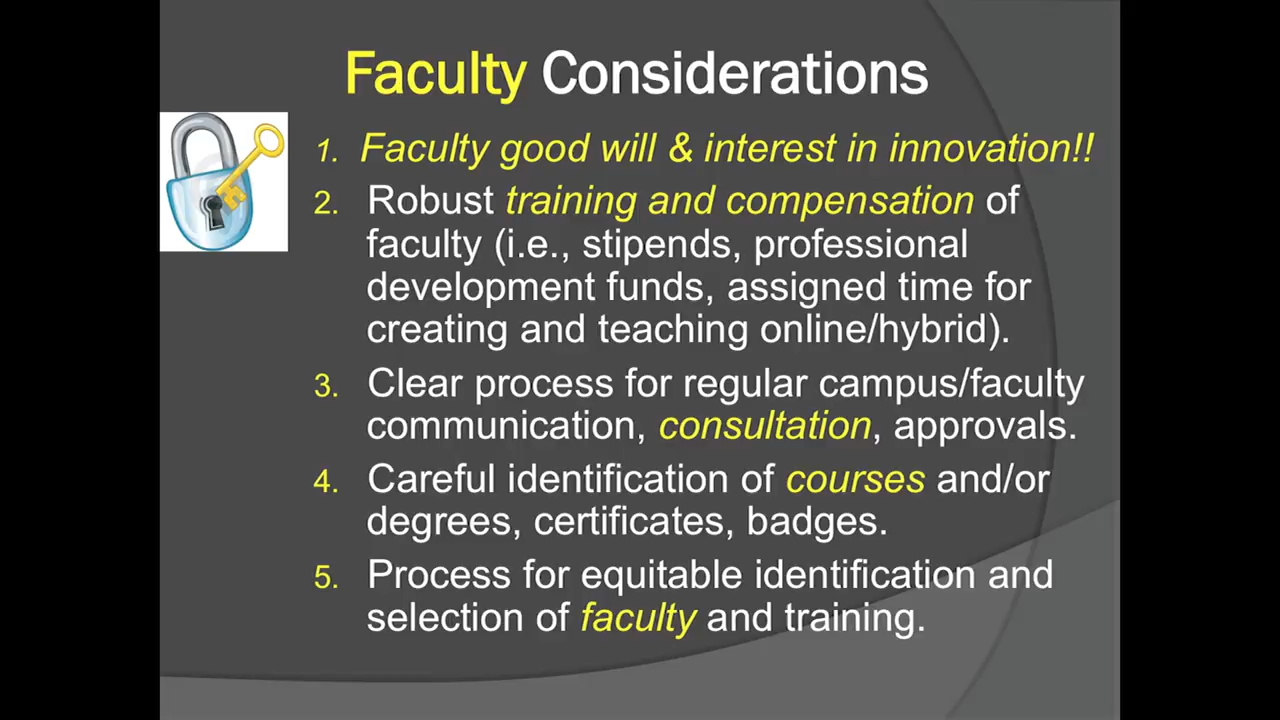 Faculty Considerations
1. Faculty good will & interest in innovation!!
2. Robust training and compensation of
faculty (i.e., stipends, professional
development funds, assigned time for
creating and teaching online/hybrid).
3. Clear process for regular campus/faculty
communication, consultation, approvals.
4. Careful identification of courses and/or
degrees, certificates, badges.
5. Process for equitable identification and
selection of faculty and training.